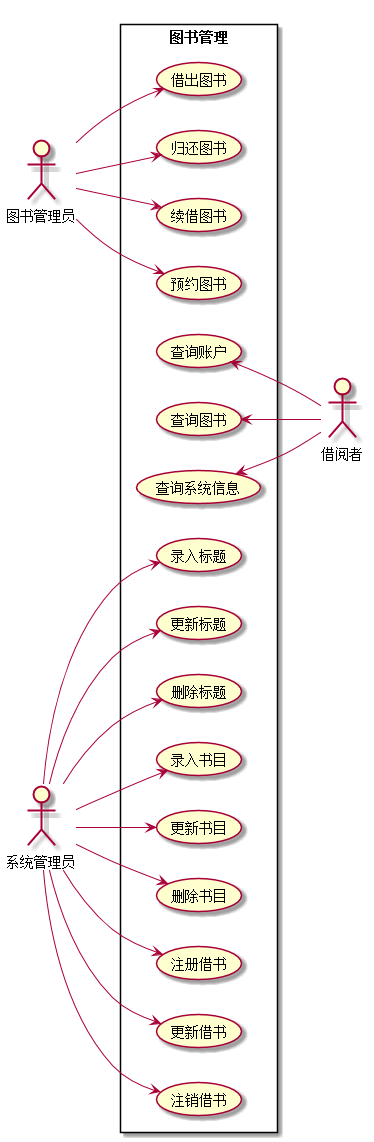 图书管理
借出图书
归还图书
图书管理员
续借图书
预约图书
查询账户
查询图书
借阅者
查询系统信息
录入标题
更新标题
删除标题
录入书目
更新书目
系统管理员
删除书目
注册借书
更新借书
注销借书